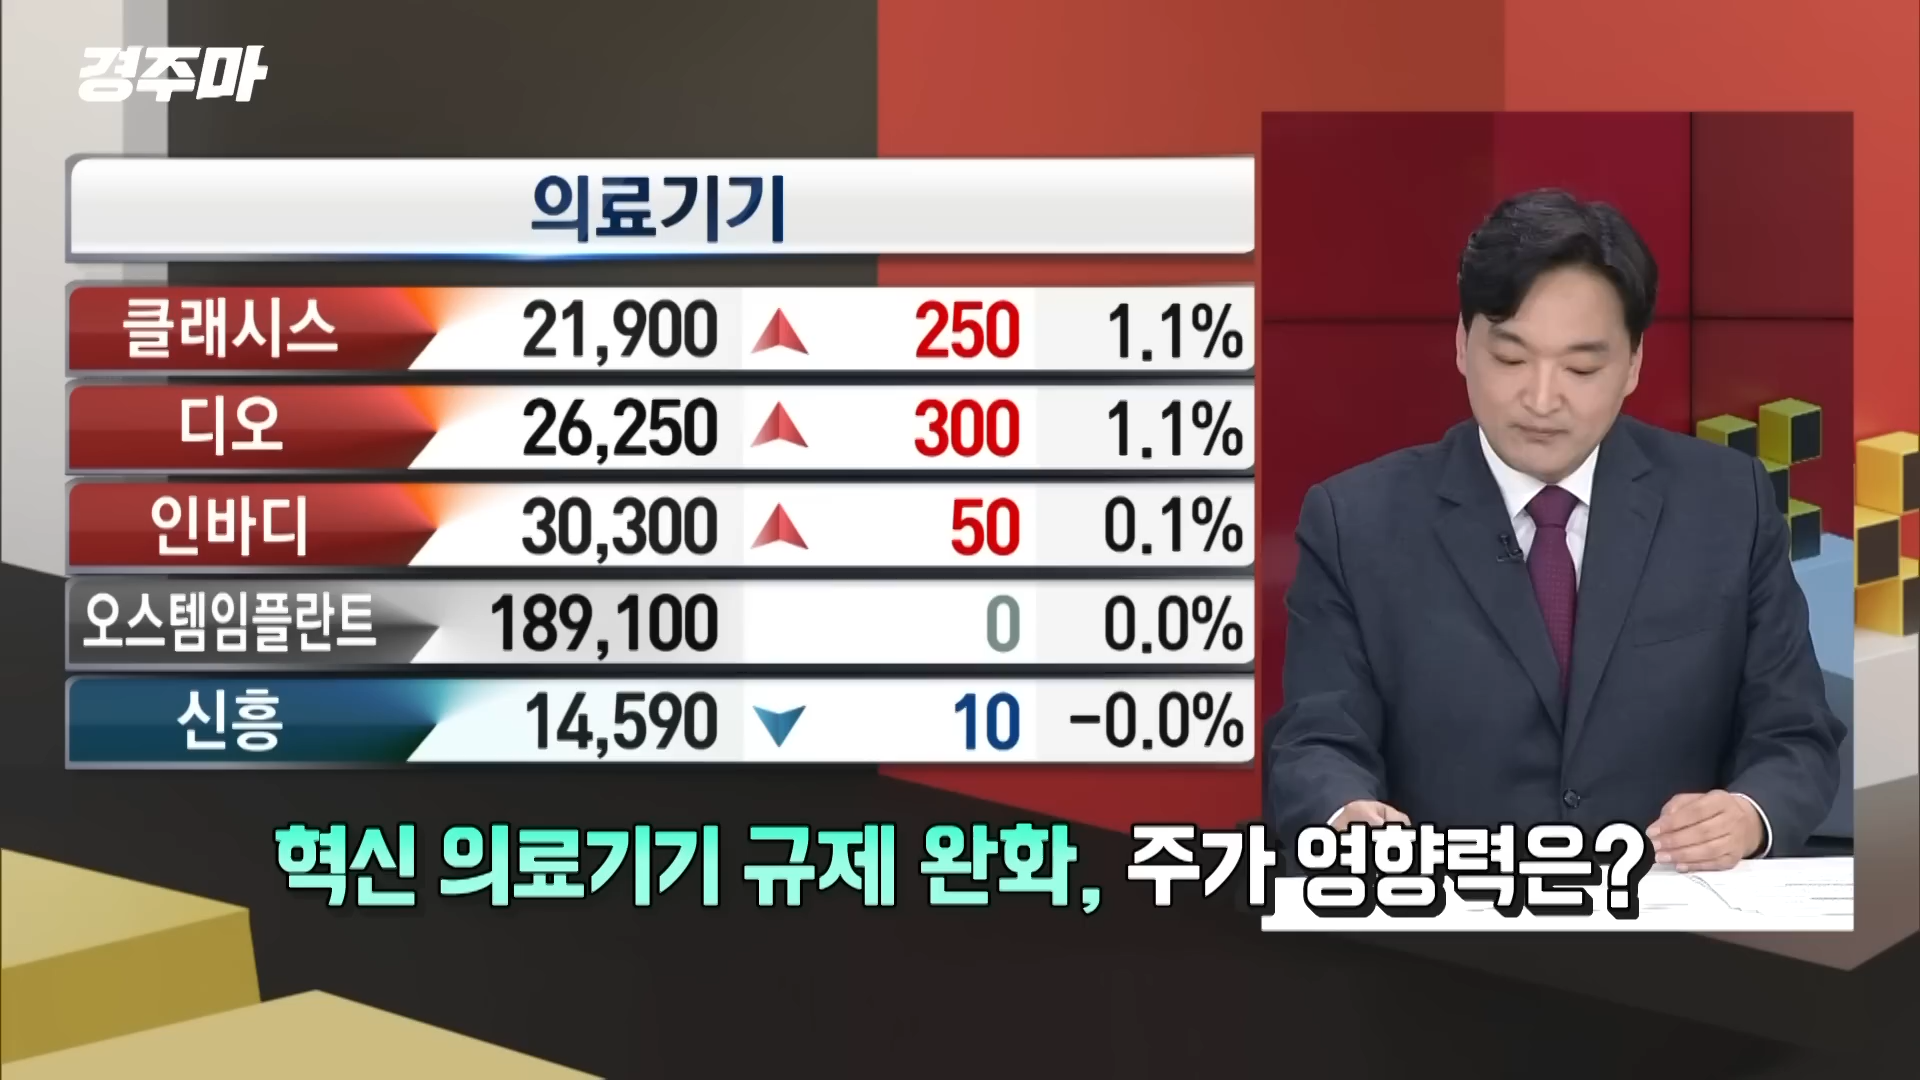 경주마
의료기기
클래시스 21,900 ▲ 250 1.1%
디오 26,250 ▲ 300 1.1%
인바디 30,300 ▲ 50 0.1%
오스템임플란트 189,100 0 0.0%
신흥 14,590 ▼ 10 -0.0%
혁신 의료기기 규제 완화, 주가 영향력은?